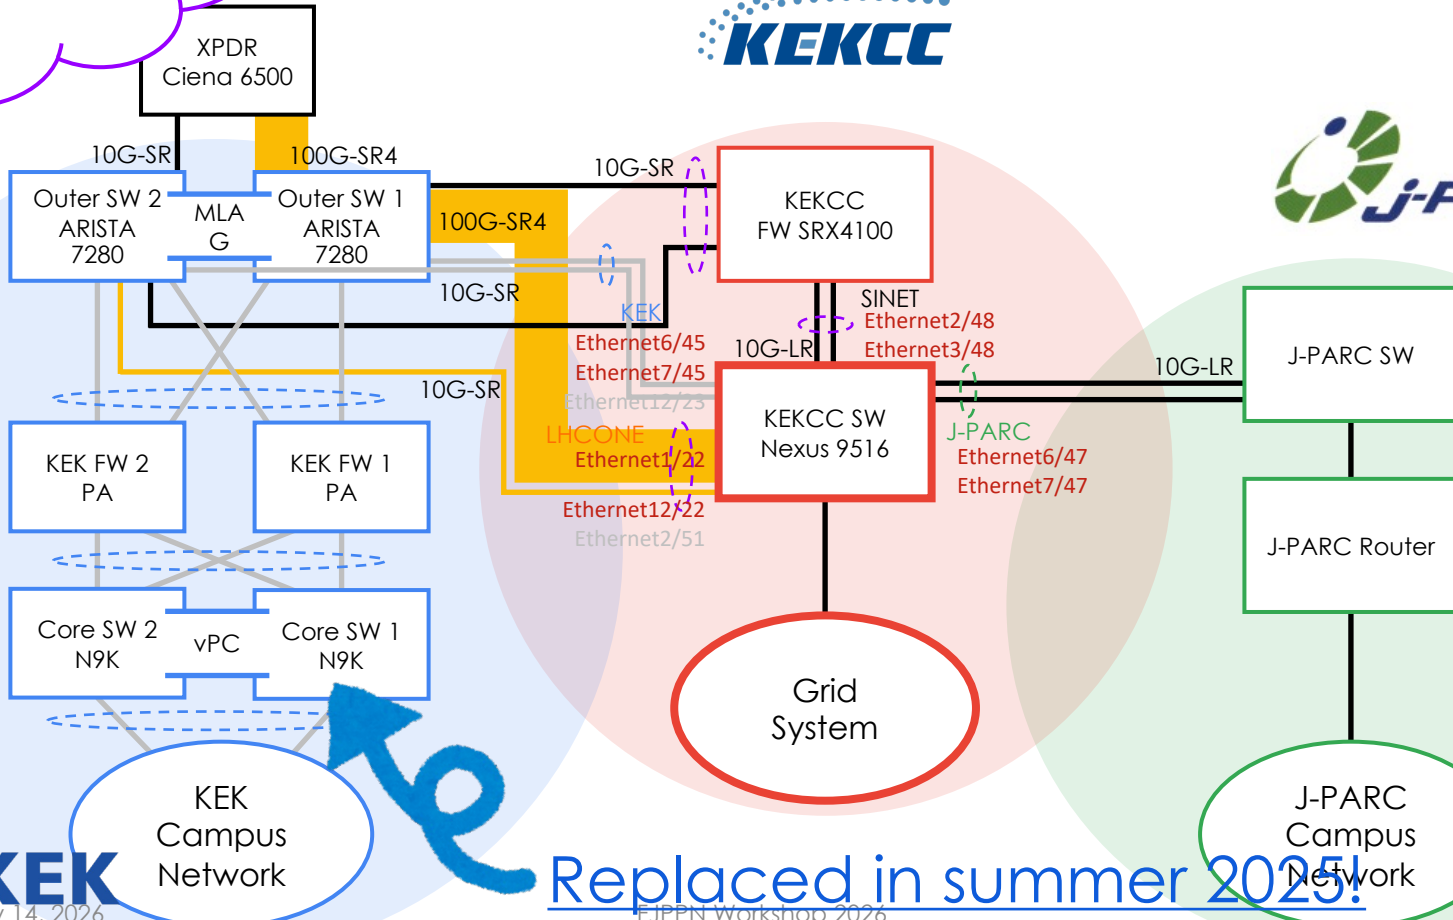 KEKCC
XPDR
Ciena 6500
10G-SR
100G-SR4
10G-SR
Outer SW 2
ARISTA
7280
MLA
G
Outer SW 1
ARISTA
7280
100G-SR4
KEKCC
FW SRX4100
10G-SR
SINET
Ethernet2/48
Ethernet3/48
KEK
Ethernet6/45
Ethernet7/45
Ethernet12/23
10G-LR
10G-LR
J-PARC SW
10G-SR
KEKCC SW
Nexus 9516
LHCONE
Ethernet1/22
Ethernet12/22
Ethernet2/51
J-PARC
Ethernet6/47
Ethernet7/47
KEK FW 2
PA
KEK FW 1
PA
J-PARC Router
Core SW 2
N9K
vPC
Core SW 1
N9K
Grid
System
KEK
Campus
Network
J-PARC
Campus
Network
KEK
Replaced in summer 2025!
14, 2026
FJPPN Workshop 2026